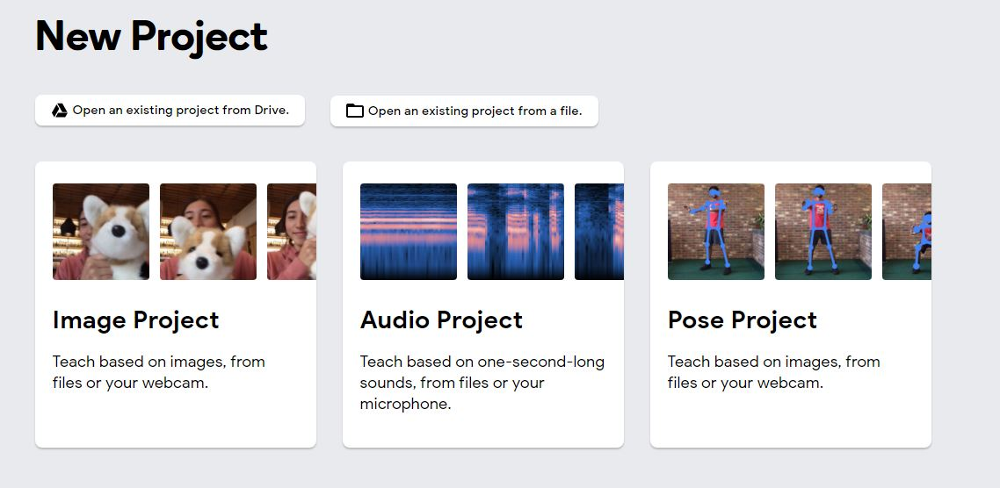 New Project
Open an existing project from Drive.
Open an existing project from a file.
Image Project
Teach based on images, from
files or your webcam.
Audio Project
Teach based on one-second-long
sounds, from files or your
microphone.
Pose Project
Teach based on images, from
files or your webcam.